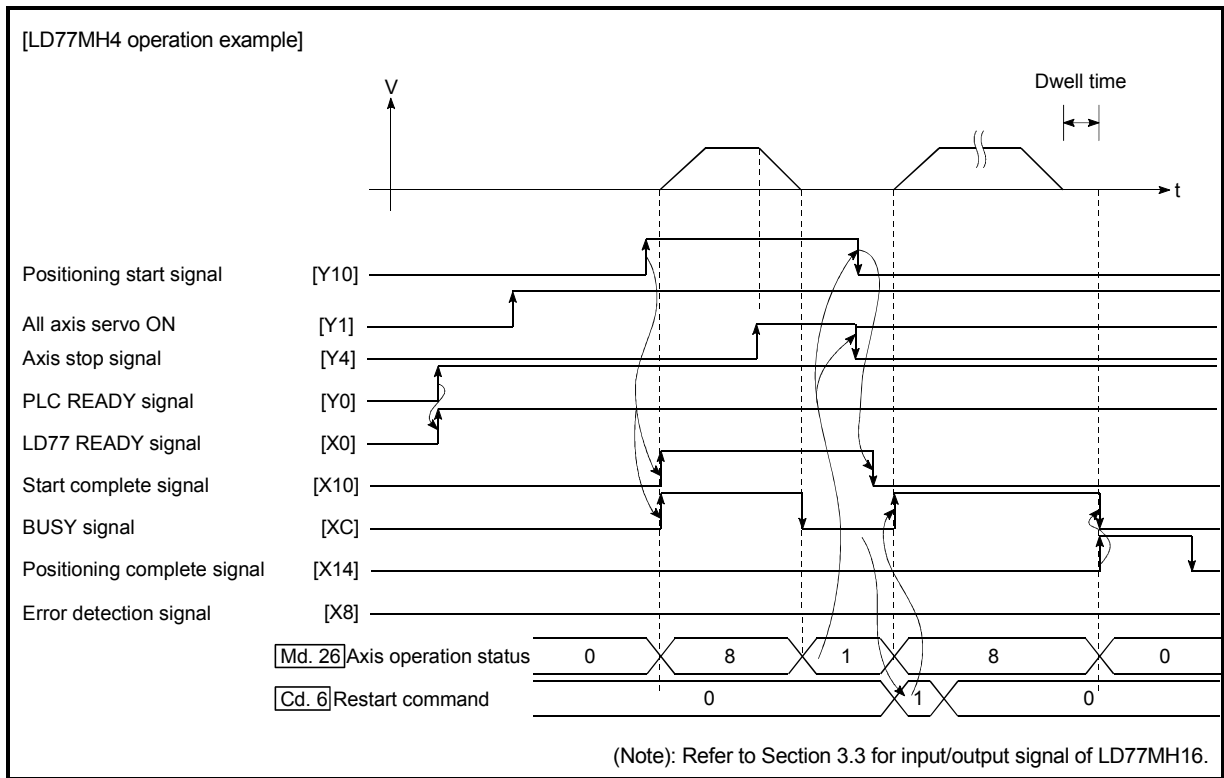 [LD77MH4 operation example]
Dwell time
V
t
Positioning start signal [Y10]
All axis servo ON [Y1]
Axis stop signal [Y4]
PLC READY signal [Y0]
LD77 READY signal [X0]
Start complete signal [X10]
BUSY signal [XC]
Positioning complete signal [X14]
Error detection signal [X8]
Md. 26 Axis operation status 0 8 1 8 0
Cd. 6 Restart command 0 1 0
(Note): Refer to Section 3.3 for input/output signal of LD77MH16.